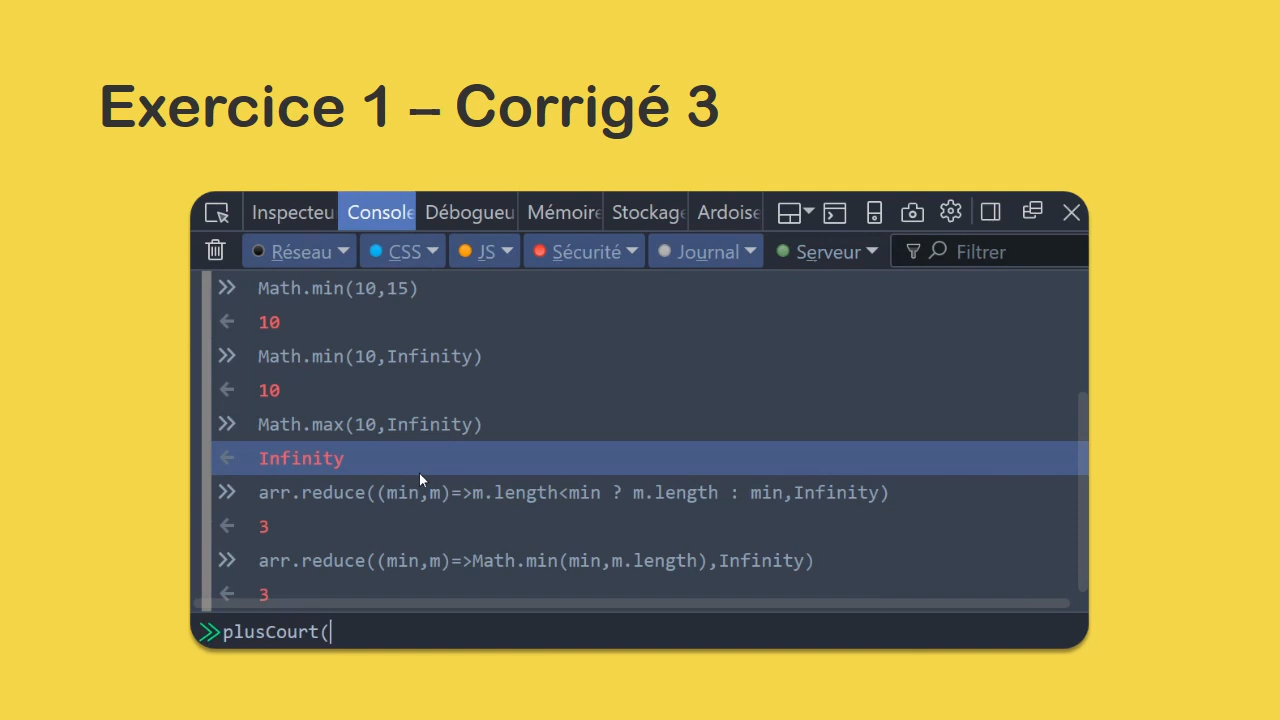 Exercice 1 – Corrigé 3
Inspecteu Console Débogueu Mémoire Stockage Ardoise
Réseau CSS JS Sécurité Journal Serveur Filtrer
Math.min(10,15)
10
Math.min(10,Infinity)
10
Math.max(10,Infinity)
Infinity
arr.reduce((min,m)=>m.length<min ? m.length : min,Infinity)
3
arr.reduce((min,m)=>Math.min(min,m.length),Infinity)
3
plusCourt(